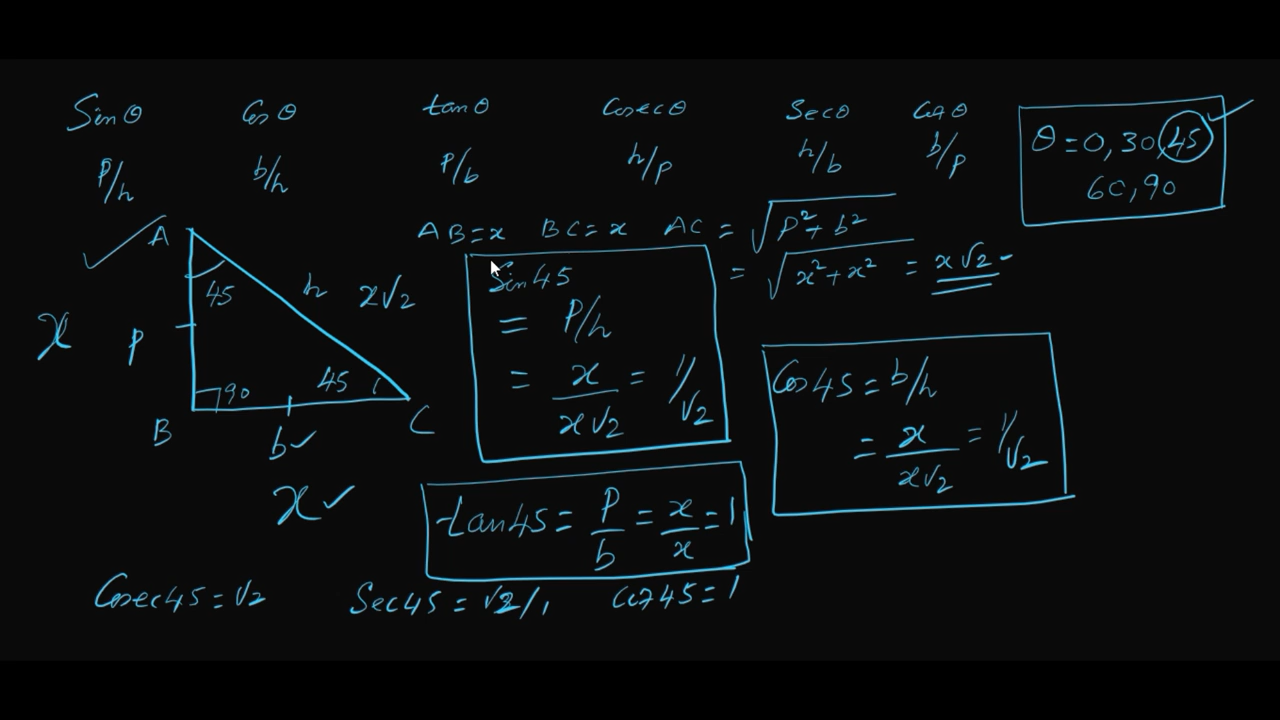 Sinθ Cosθ tanθ Cosecθ Secθ Cotθ
P/h b/h P/b h/p h/b b/p
θ = 0, 30, 45
60, 90
AB = x BC = x AC = √P² + b²
= √x² + x² = x√2
A
45
h x√2
x P
90 45
B b C
x
Sin45
= P/h
= x/x√2 = 1/√2
Cos45 = b/h
= x/x√2 = 1/√2
tan45 = P/b = x/x = 1
Cosec45 = √2 Sec45 = √2/1 Cot45 = 1